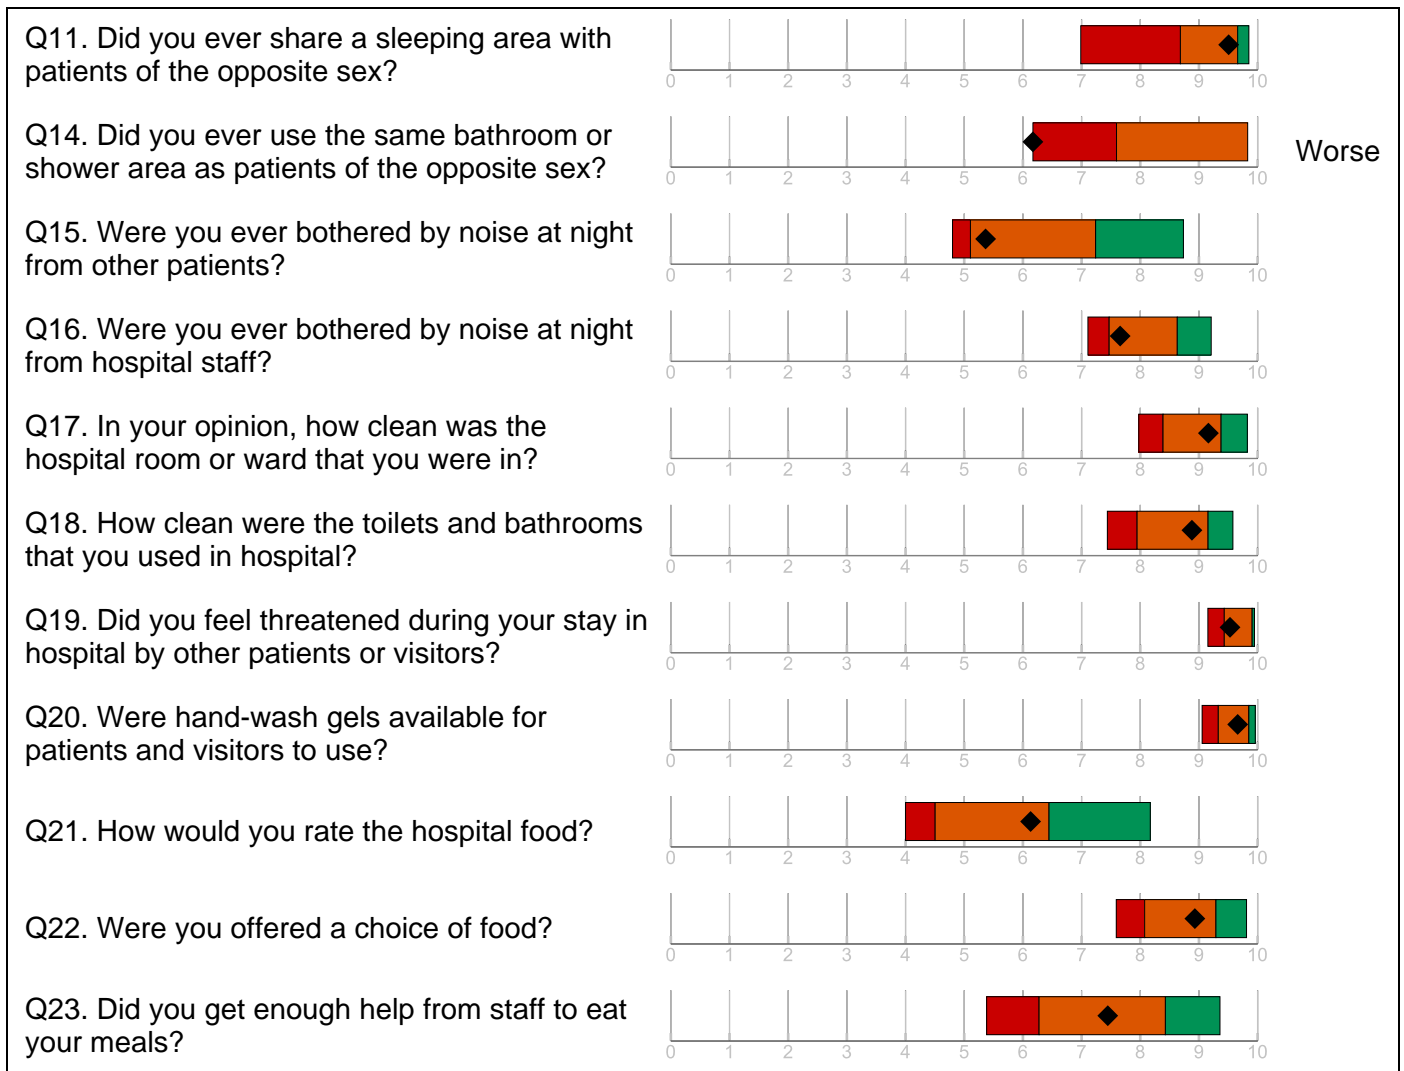 Q11. Did you ever share a sleeping area with
patients of the opposite sex?
0 1 2 3 4 5 6 7 8 9 10
Q14. Did you ever use the same bathroom or
shower area as patients of the opposite sex?
Worse
0 1 2 3 4 5 6 7 8 9 10
Q15. Were you ever bothered by noise at night
from other patients?
0 1 2 3 4 5 6 7 8 9 10
Q16. Were you ever bothered by noise at night
from hospital staff?
0 1 2 3 4 5 6 7 8 9 10
Q17. In your opinion, how clean was the
hospital room or ward that you were in?
0 1 2 3 4 5 6 7 8 9 10
Q18. How clean were the toilets and bathrooms
that you used in hospital?
0 1 2 3 4 5 6 7 8 9 10
Q19. Did you feel threatened during your stay in
hospital by other patients or visitors?
0 1 2 3 4 5 6 7 8 9 10
Q20. Were hand-wash gels available for
patients and visitors to use?
0 1 2 3 4 5 6 7 8 9 10
Q21. How would you rate the hospital food?
0 1 2 3 4 5 6 7 8 9 10
Q22. Were you offered a choice of food?
0 1 2 3 4 5 6 7 8 9 10
Q23. Did you get enough help from staff to eat
your meals?
0 1 2 3 4 5 6 7 8 9 10